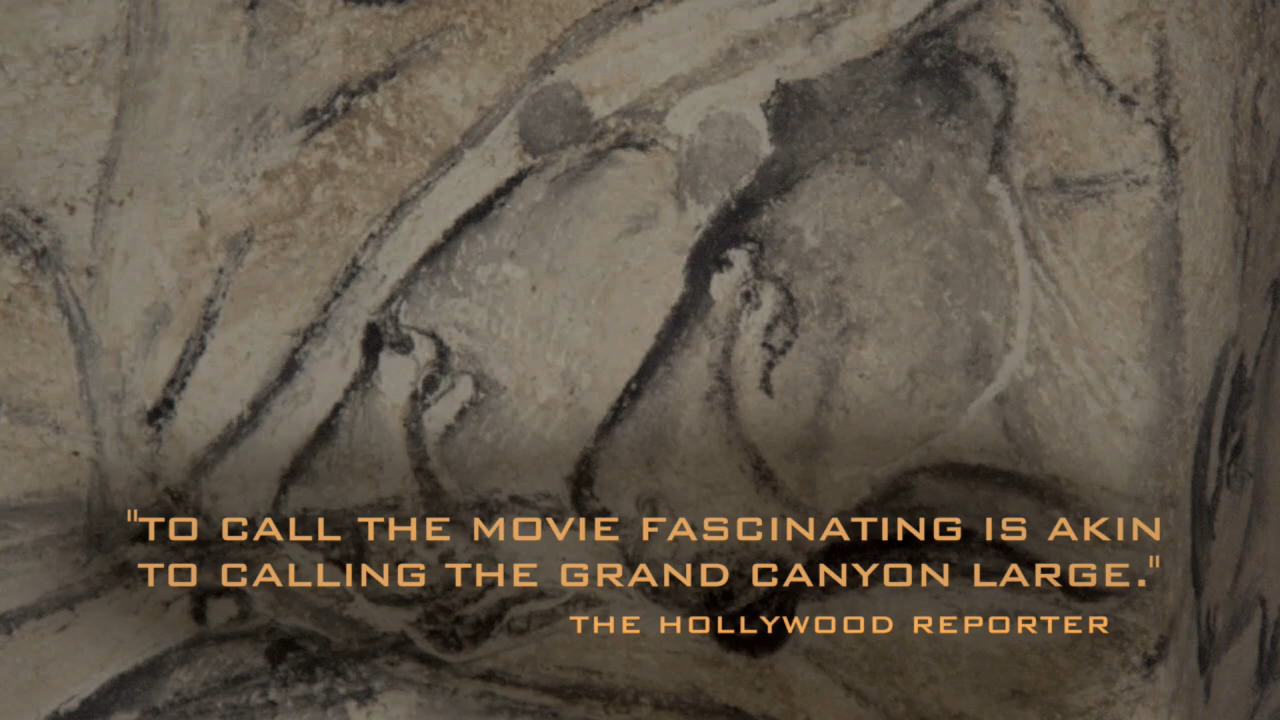 "TO CALL THE MOVIE FASCINATING IS AKIN
TO CALLING THE GRAND CANYON LARGE."
THE HOLLYWOOD REPORTER